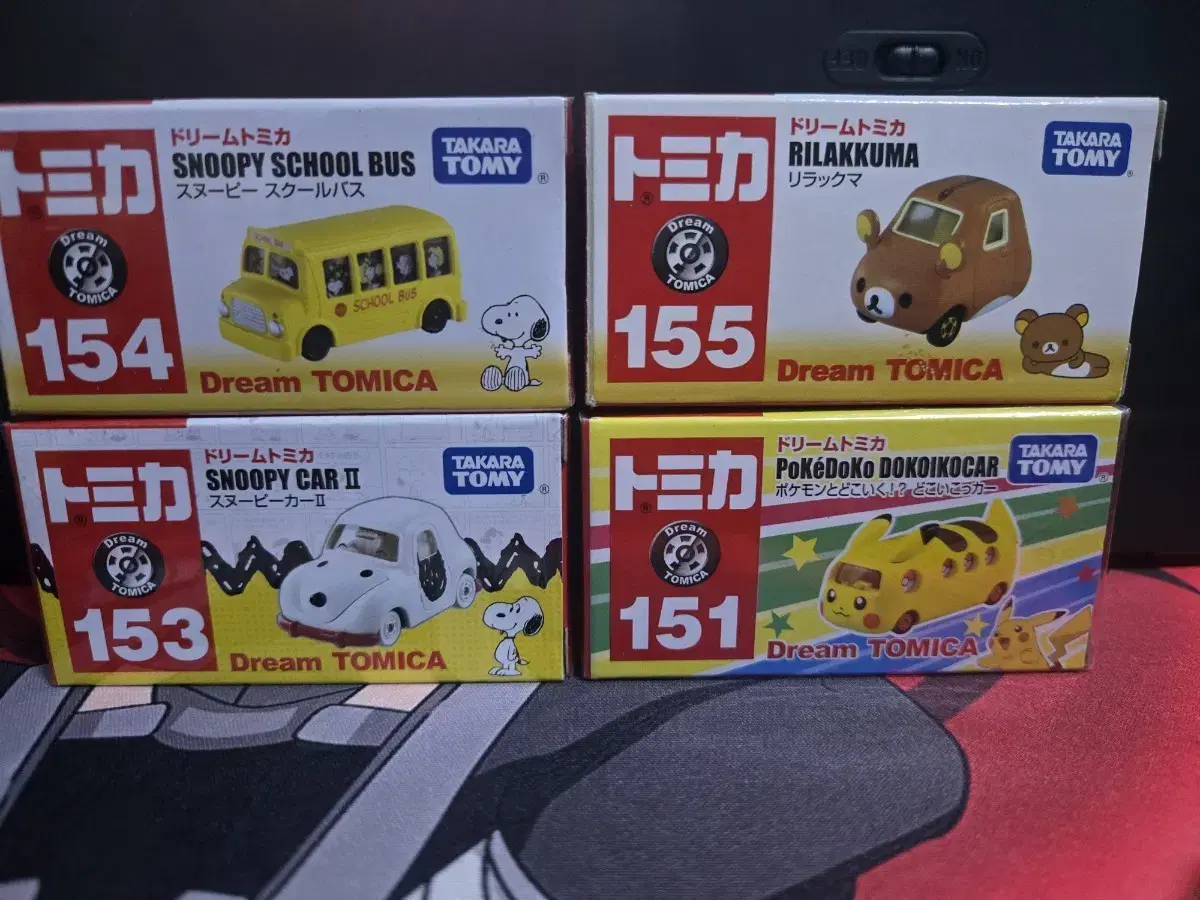 OFF ON
トミカ
®
Dream
TOMICA
154
ドリームトミカ
SNOOPY SCHOOL BUS
スヌーピー スクールバス
TAKARA
TOMY
®
SCHOOL BUS
SCHOOL BUS
Dream TOMICA
トミカ
®
Dream
TOMICA
155
ドリームトミカ
RILAKKUMA
リラックマ
TAKARA
TOMY
®
Dream TOMICA
トミカ
®
Dream
TOMICA
153
ドリームトミカ
SNOOPY CAR II
スヌーピーカーII
TAKARA
TOMY
®
Dream TOMICA
トミカ
®
Dream
TOMICA
151
ドリームトミカ
PoKéDoKo DOKOIKOCAR
ポケモンとどこいく!? どこいこうカー
TAKARA
TOMY
®
Dream TOMICA